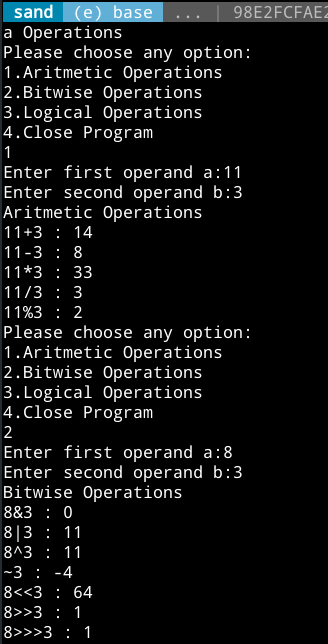 sand (e) base ... | 98E2FCFAE2
a Operations
Please choose any option:
1.Aritmetic Operations
2.Bitwise Operations
3.Logical Operations
4.Close Program
1
Enter first operand a:11
Enter second operand b:3
Aritmetic Operations
11+3 : 14
11-3 : 8
11*3 : 33
11/3 : 3
11%3 : 2
Please choose any option:
1.Aritmetic Operations
2.Bitwise Operations
3.Logical Operations
4.Close Program
2
Enter first operand a:8
Enter second operand b:3
Bitwise Operations
8&3 : 0
8|3 : 11
8^3 : 11
~3 : -4
8<<3 : 64
8>>3 : 1
8>>>3 : 1